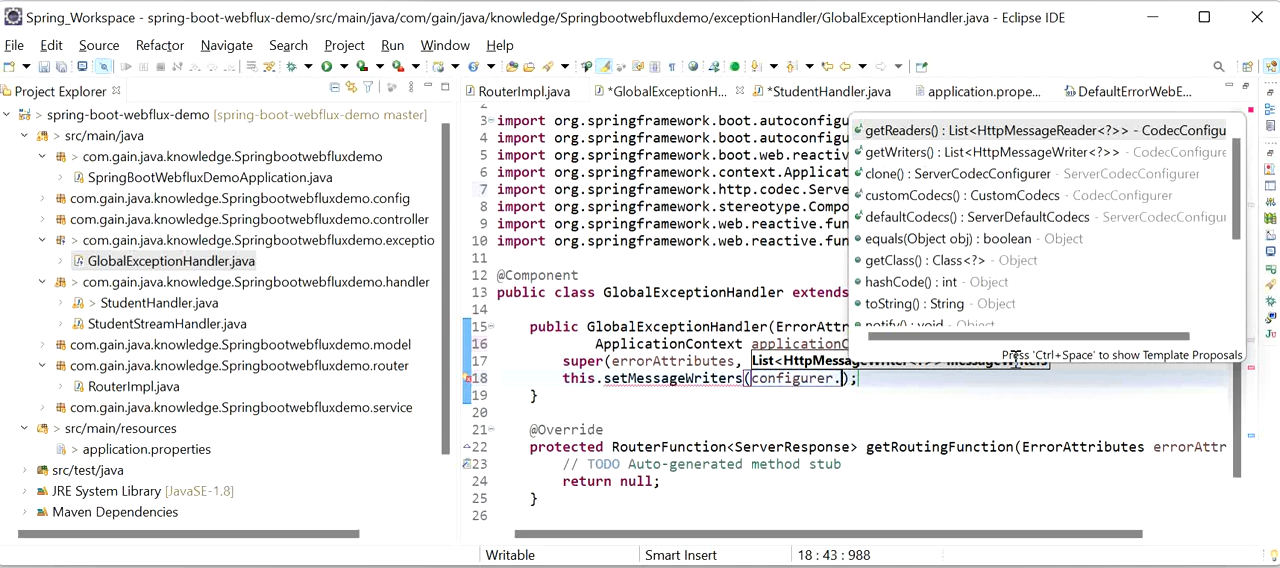 Spring_Workspace - spring-boot-webflux-demo/src/main/java/com/gain/java/knowledge/Springbootwebfluxdemo/exceptionHandler/GlobalExceptionHandler.java - Eclipse IDE
File Edit Source Refactor Navigate Search Project Run Window Help
Project Explorer
RouterImpl.java
*GlobalExceptionH...
*StudentHandler.java
application.prope...
DefaultErrorWebE...
> spring-boot-webflux-demo [spring-boot-webflux-demo master]
> src/main/java
com.gain.java.knowledge.Springbootwebfluxdemo
SpringBootWebfluxDemoApplication.java
com.gain.java.knowledge.Springbootwebfluxdemo.config
com.gain.java.knowledge.Springbootwebfluxdemo.controller
> com.gain.java.knowledge.Springbootwebfluxdemo.exceptio
GlobalExceptionHandler.java
> com.gain.java.knowledge.Springbootwebfluxdemo.handler
> StudentHandler.java
StudentStreamHandler.java
com.gain.java.knowledge.Springbootwebfluxdemo.model
com.gain.java.knowledge.Springbootwebfluxdemo.router
RouterImpl.java
com.gain.java.knowledge.Springbootwebfluxdemo.service
> src/main/resources
> application.properties
src/test/java
JRE System Library [JavaSE-1.8]
Maven Dependencies
2
3 import org.springframework.boot.autoconfigu
4 import org.springframework.boot.autoconfigu
5 import org.springframework.boot.web.reactiv
6 import org.springframework.context.Applicat
7 import org.springframework.http.codec.Serve
8 import org.springframework.stereotype.Compo
9 import org.springframework.web.reactive.fun
10 import org.springframework.web.reactive.fun
11
12 @Component
13 public class GlobalExceptionHandler extends
14
15 public GlobalExceptionHandler(ErrorAttr
16 ApplicationContext applicationC
17 super(errorAttributes,
18 this.setMessageWriters(configurer.);
19 }
20
21 @Override
22 protected RouterFunction<ServerResponse> getRoutingFunction(ErrorAttributes errorAttr
23 // TODO Auto-generated method stub
24 return null;
25 }
26
getReaders() : List<HttpMessageReader<?>> - CodecConfigu
getWriters() : List<HttpMessageWriter<?>> - CodecConfigure
clone() : ServerCodecConfigurer - ServerCodecConfigurer
customCodecs() : CustomCodecs - CodecConfigurer
defaultCodecs() : ServerDefaultCodecs - ServerCodecConfigu
equals(Object obj) : boolean - Object
getClass() : Class<?> - Object
hashCode() : int - Object
toString() : String - Object
notify() : void - Object
Press 'Ctrl+Space' to show Template Proposals
List<HttpMessageWriter<?>> messageWriters
Writable Smart Insert 18 : 43 : 988